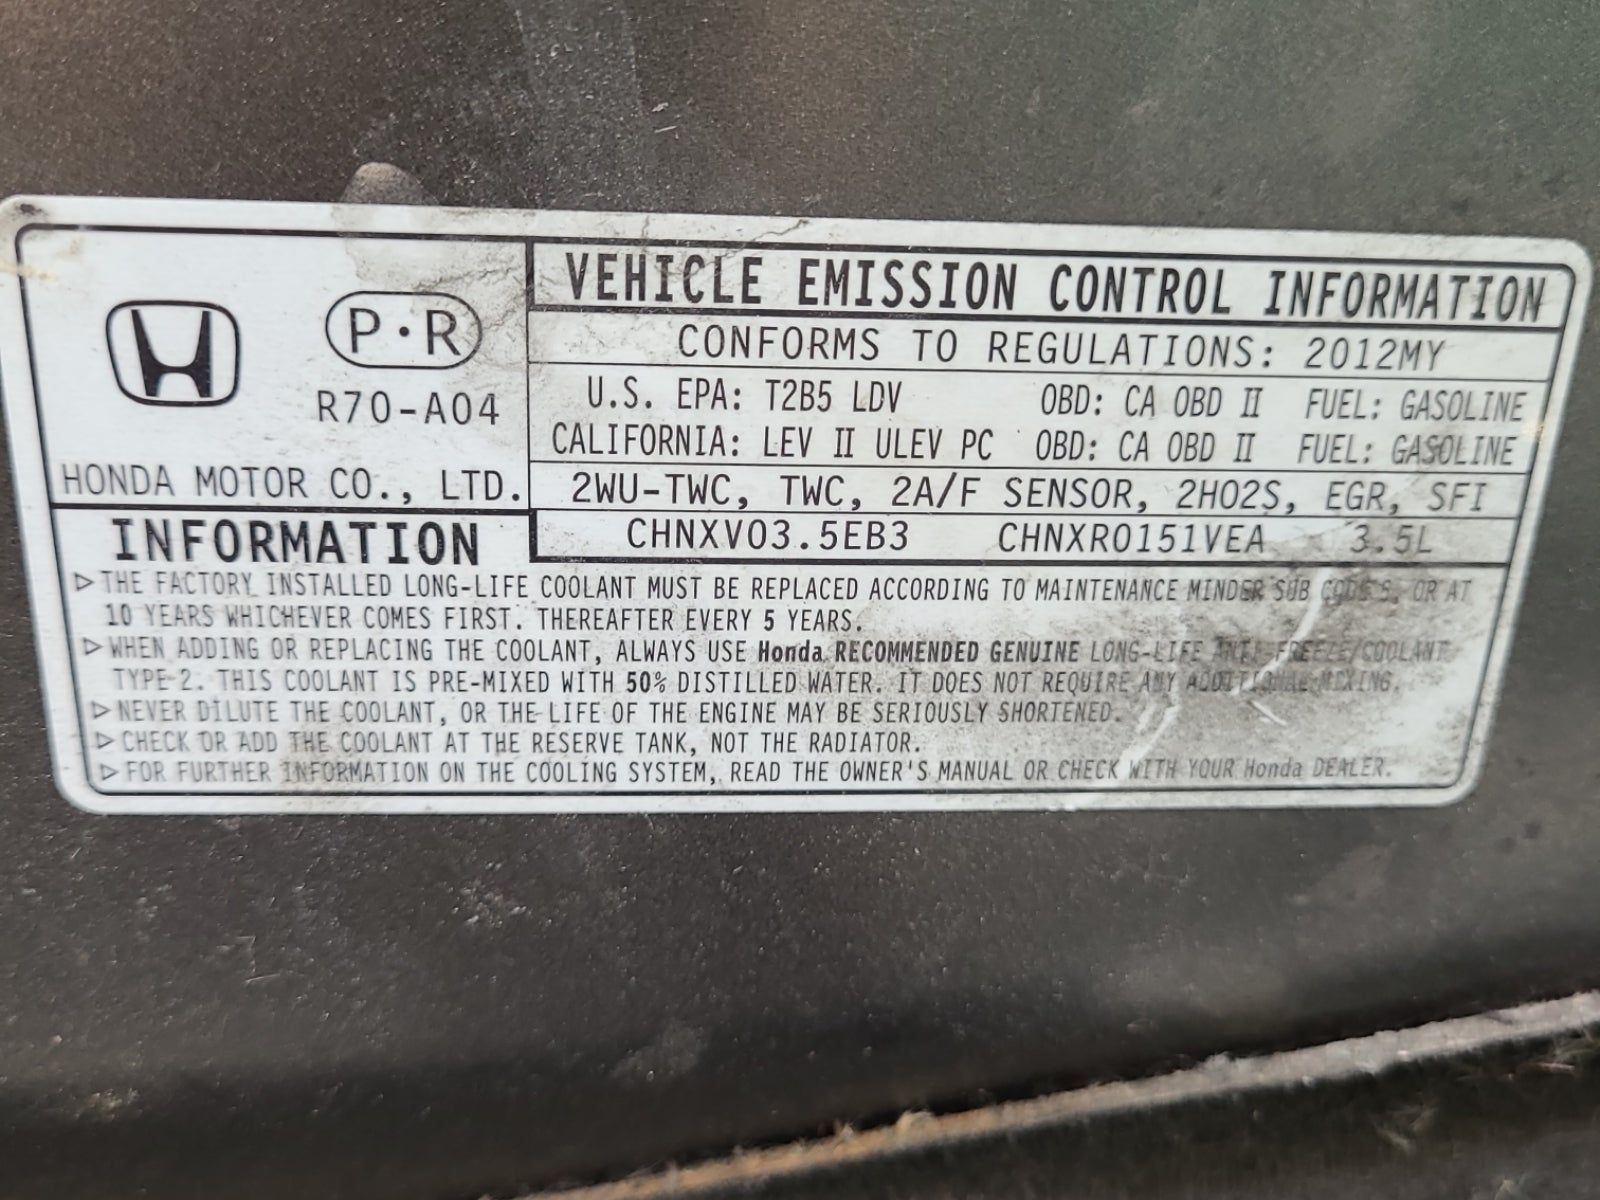 VEHICLE EMISSION CONTROL INFORMATION
P·R
CONFORMS TO REGULATIONS: 2012MY
R70-A04
U.S. EPA: T2B5 LDV OBD: CA OBD II FUEL: GASOLINE
CALIFORNIA: LEV II ULEV PC OBD: CA OBD II FUEL: GASOLINE
HONDA MOTOR CO., LTD.
2WU-TWC, TWC, 2A/F SENSOR, 2HO2S, EGR, SFI
CHNXV03.5EB3 CHNXR0151VEA 3.5L
INFORMATION
▷THE FACTORY INSTALLED LONG-LIFE COOLANT MUST BE REPLACED ACCORDING TO MAINTENANCE MINDER SUB CODE 5, OR AT
10 YEARS WHICHEVER COMES FIRST. THEREAFTER EVERY 5 YEARS.
▷WHEN ADDING OR REPLACING THE COOLANT, ALWAYS USE Honda RECOMMENDED GENUINE LONG-LIFE ANTI-FREEZE/COOLANT
TYPE 2. THIS COOLANT IS PRE-MIXED WITH 50% DISTILLED WATER. IT DOES NOT REQUIRE ANY ADDITIONAL MIXING.
▷NEVER DILUTE THE COOLANT, OR THE LIFE OF THE ENGINE MAY BE SERIOUSLY SHORTENED.
▷CHECK OR ADD THE COOLANT AT THE RESERVE TANK, NOT THE RADIATOR.
▷FOR FURTHER INFORMATION ON THE COOLING SYSTEM, READ THE OWNER'S MANUAL OR CHECK WITH YOUR Honda DEALER.